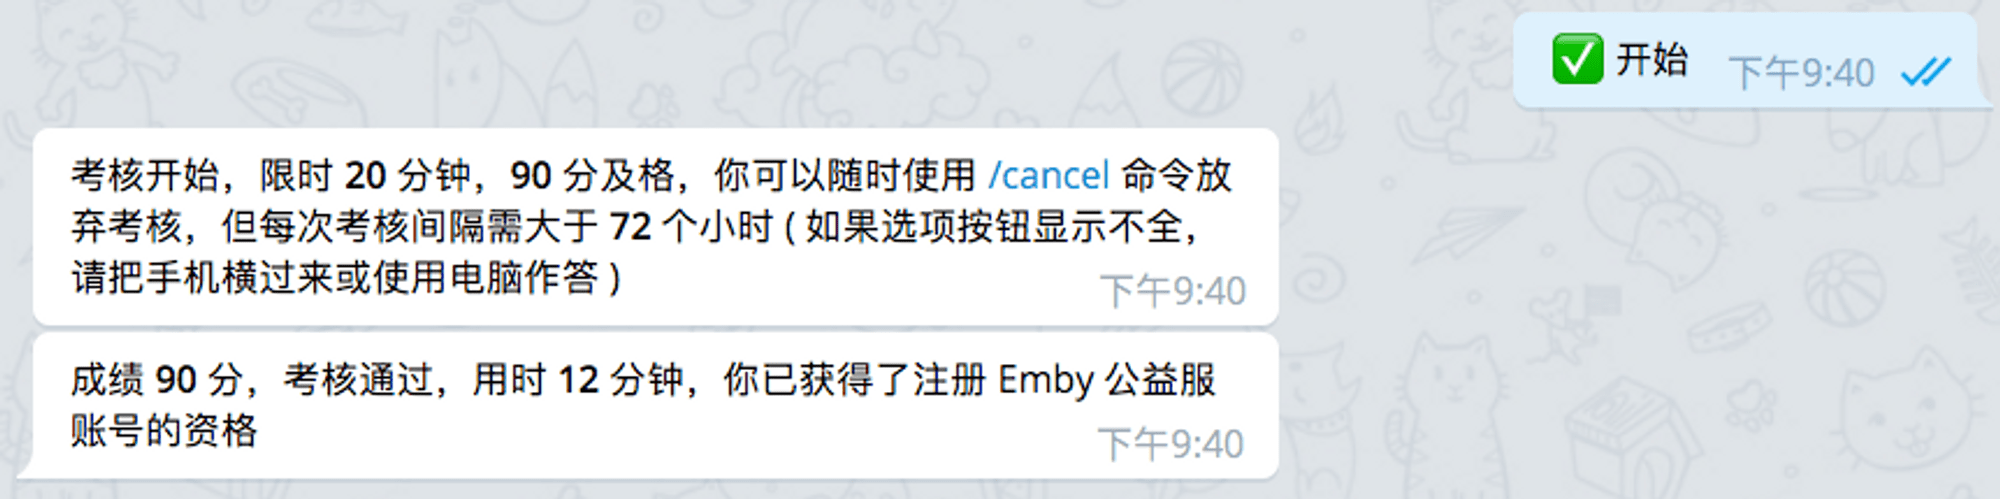 ✅ 开始 下午9:40
考核开始，限时 20 分钟，90 分及格，你可以随时使用 /cancel 命令放
弃考核，但每次考核间隔需大于 72 个小时 ( 如果选项按钮显示不全，
请把手机横过来或使用电脑作答 )
下午9:40
成绩 90 分，考核通过，用时 12 分钟，你已获得了注册 Emby 公益服
账号的资格
下午9:40